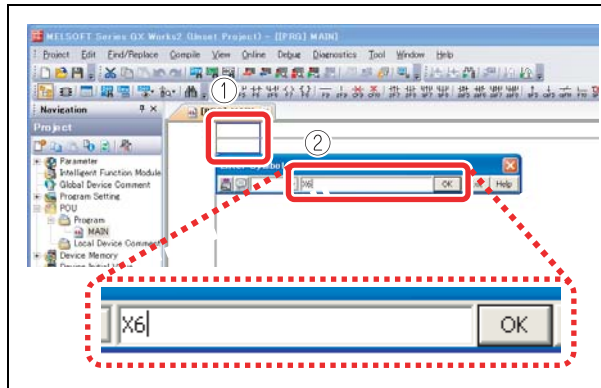 MELSOFT Series GX Works2 (Unset Project) - [[PRG] MAIN]
Project Edit Find/Replace Compile View Online Debug Diagnostics Tool Window Help
①
Navigation
Project
②
Parameter
Intelligent Function Module
Global Device Comment
Program Setting
POU
Program
MAIN
Local Device Comment
Device Memory
X6 OK Help
X6 OK